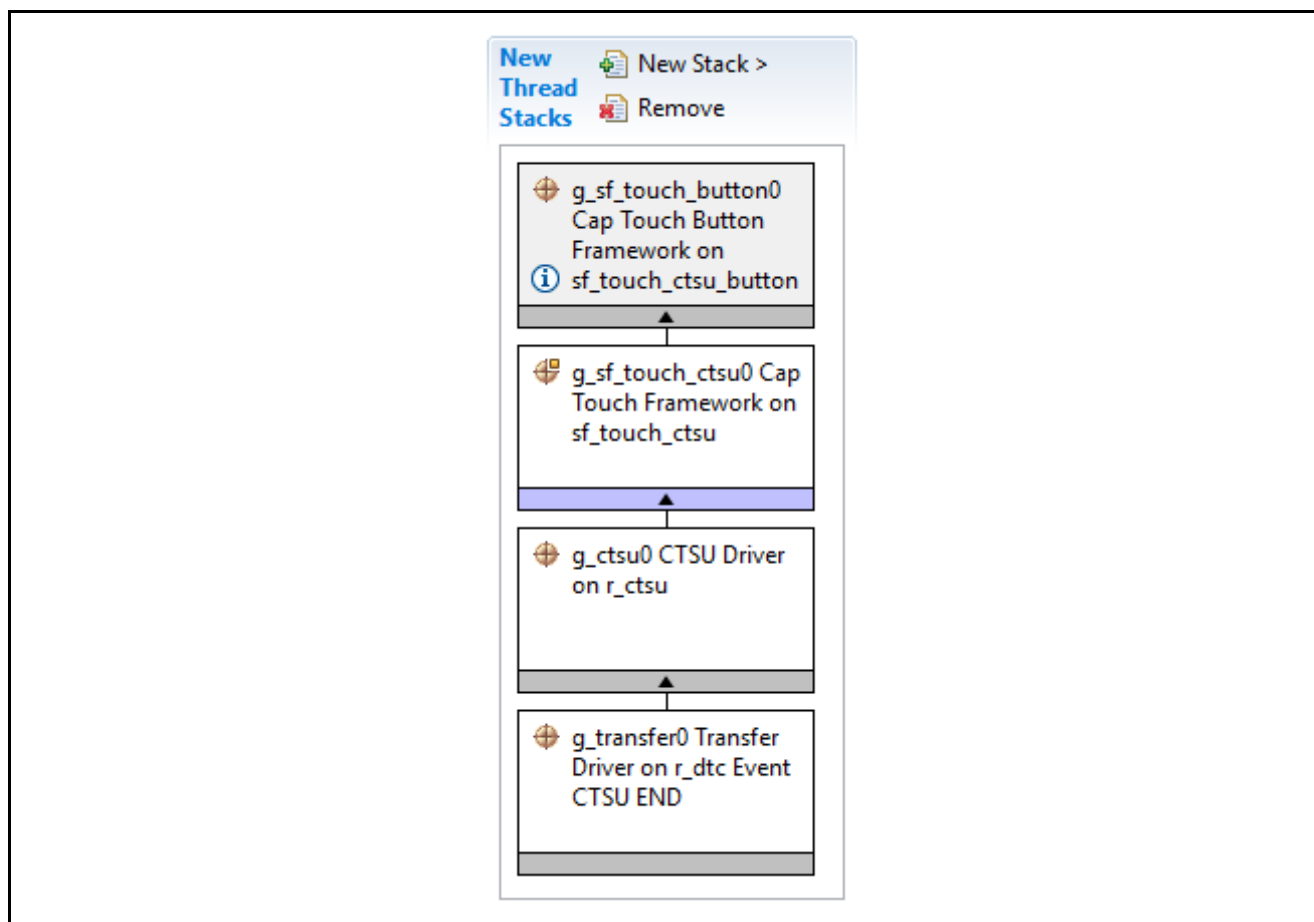 New
Thread
Stacks
New Stack >
Remove
g_sf_touch_button0
Cap Touch Button
Framework on
sf_touch_ctsu_button
g_sf_touch_ctsu0 Cap
Touch Framework on
sf_touch_ctsu
g_ctsu0 CTSU Driver
on r_ctsu
g_transfer0 Transfer
Driver on r_dtc Event
CTSU END